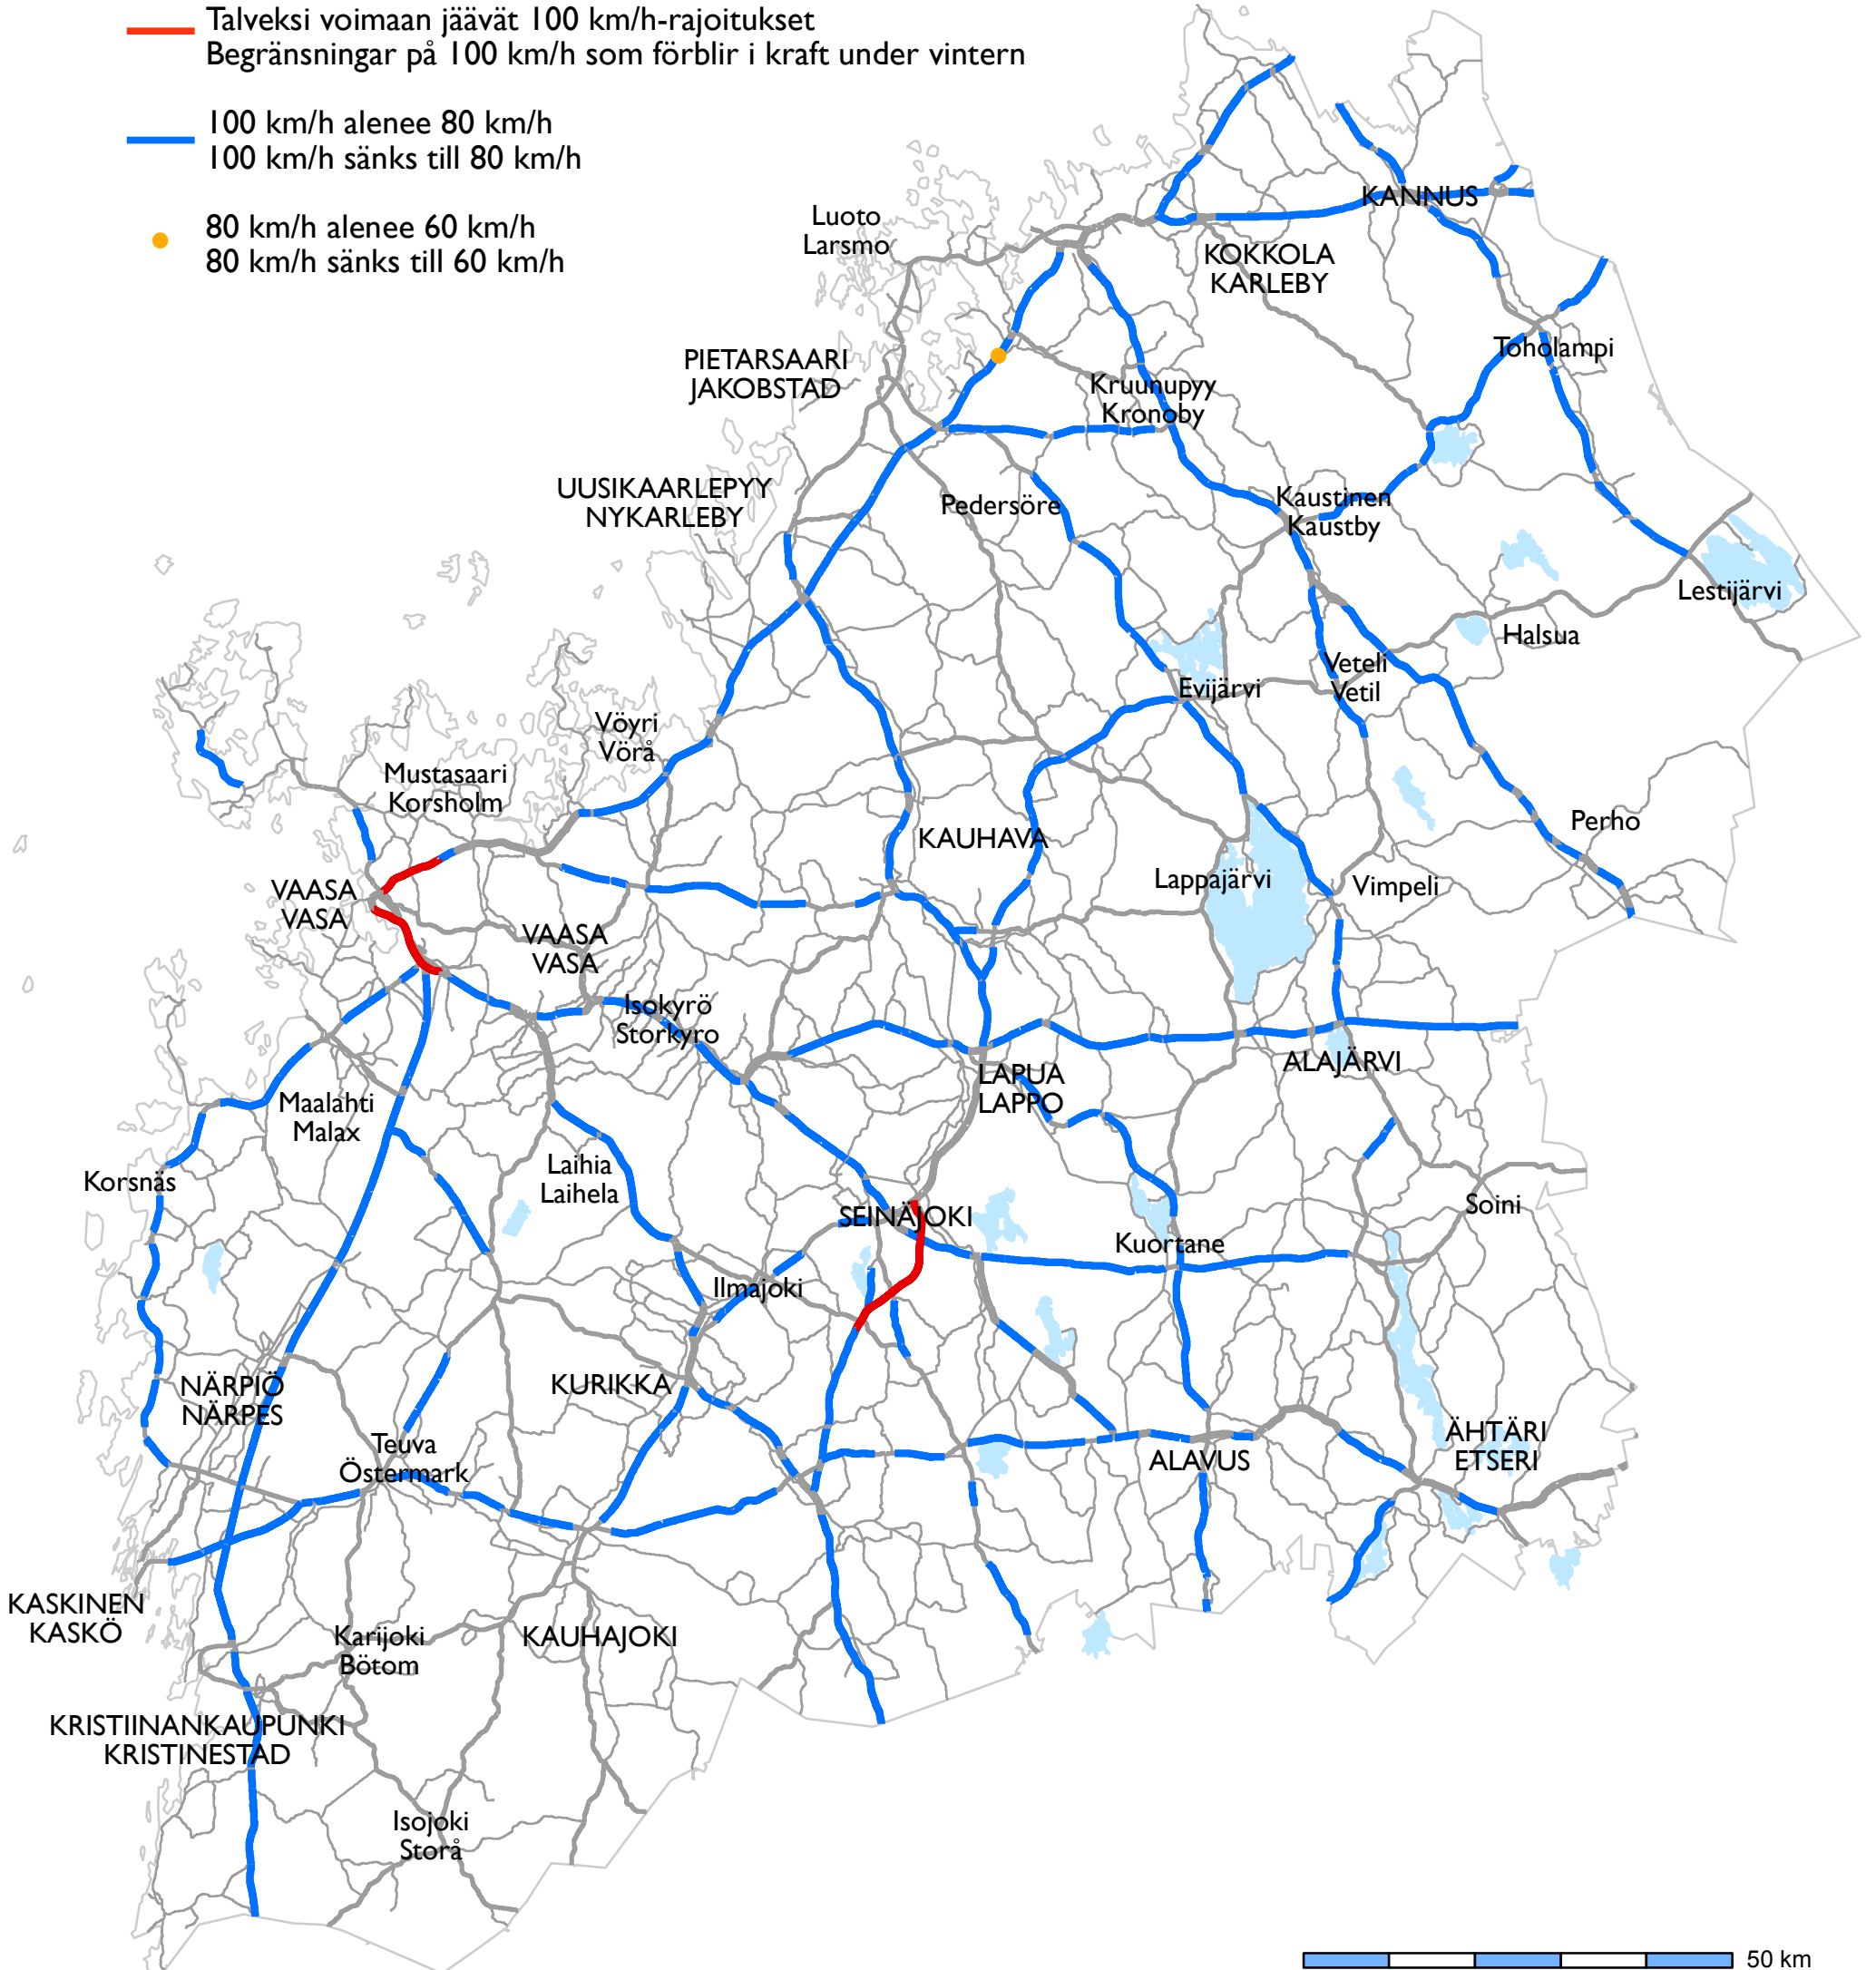 Talveksi voimaan jäävät 100 km/h-rajoitukset
Begränsningar på 100 km/h som förblir i kraft under vintern
100 km/h alenee 80 km/h
100 km/h sänks till 80 km/h
80 km/h alenee 60 km/h
80 km/h sänks till 60 km/h
KANNUS
Luoto
Larsmo
KOKKOLA
KARLEBY
Toholampi
PIETARSAARI
JAKOBSTAD
Kruunupyy
Kronoby
UUSIKAARLEPYY
NYKARLEBY
Pedersöre
Kaustinen
Kaustby
Lestijärvi
Halsua
Veteli
Vetil
Evijärvi
Vöyri
Vörå
Mustasaari
Korsholm
Perho
KAUHAVA
Lappajärvi
Vimpeli
VAASA
VASA
VAASA
VASA
Isokyrö
Storkyro
ALAJÄRVI
LAPUA
LAPPO
Maalahti
Malax
Laihia
Laihela
Korsnäs
Soini
SEINÄJOKI
Kuortane
Ilmajoki
KURIKKA
NÄRPIÖ
NÄRPES
Teuva
Östermark
ÄHTÄRI
ETSERI
ALAVUS
KASKINEN
KASKÖ
Karijoki
Bötom
KAUHAJOKI
KRISTIINANKAUPUNKI
KRISTINESTAD
Isojoki
Storå
50 km